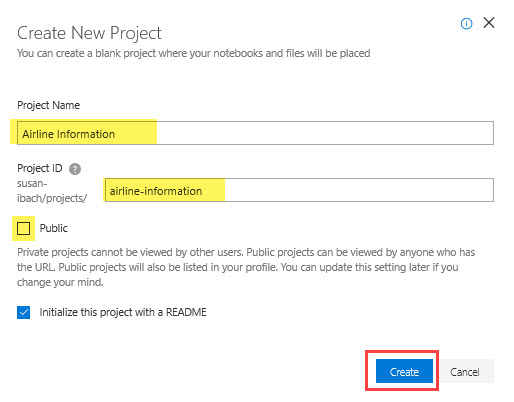 Create New Project
You can create a blank project where your notebooks and files will be placed
Project Name
Airline Information
Project ID ?
susan-
ibach/projects/
airline-information
Public
Private projects cannot be viewed by other users. Public projects can be viewed by anyone who has
the URL. Public projects will also be listed in your profile. You can update this setting later if you
change your mind.
Initialize this project with a README
Create Cancel